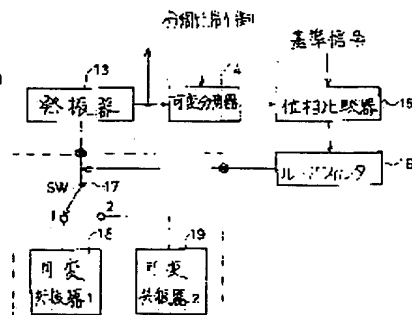 基準信号
13
発振器
14
可変分周器
位相比較器
15
ループフィルタ
16
SW
17
1
2
18
可変
共振器1
19
可変
共振器2